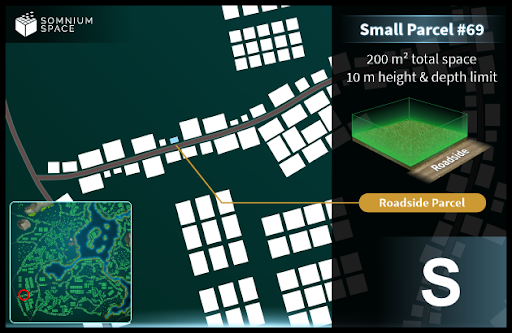 SOMNIUM
SPACE
Small Parcel #69
200 m² total space
10 m height & depth limit
Roadside
Roadside Parcel
S